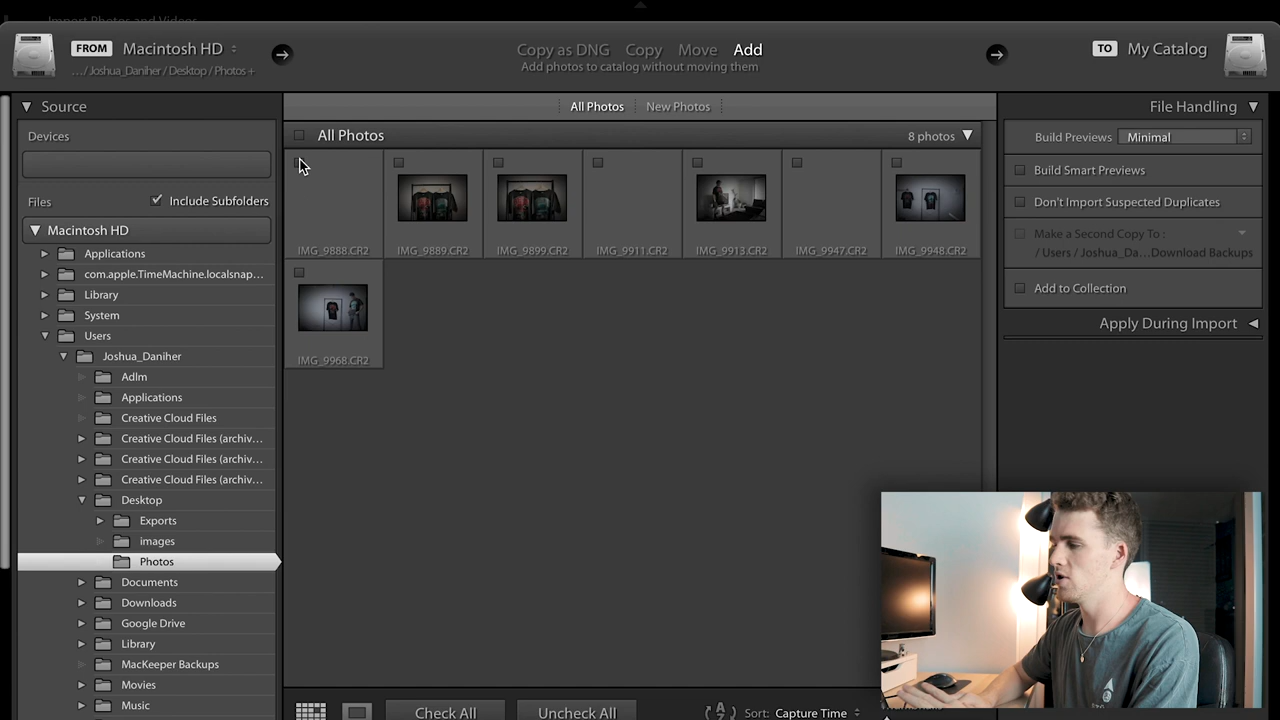 Import Photos and Videos
FROM Macintosh HD
.../ Joshua_Daniher / Desktop / Photos +
Copy as DNG Copy Move Add
Add photos to catalog without moving them
TO My Catalog
Source
Devices
Files
Include Subfolders
Macintosh HD
Applications
com.apple.TimeMachine.localsnap...
Library
System
Users
Joshua_Daniher
Adlm
Applications
Creative Cloud Files
Creative Cloud Files (archiv...
Creative Cloud Files (archiv...
Creative Cloud Files (archiv...
Desktop
Exports
images
Photos
Documents
Downloads
Google Drive
Library
MacKeeper Backups
Movies
Music
All Photos New Photos
All Photos 8 photos
IMG_9888.CR2 IMG_9889.CR2 IMG_9899.CR2 IMG_9911.CR2 IMG_9913.CR2 IMG_9947.CR2 IMG_9948.CR2
IMG_9968.CR2
Check All Uncheck All Sort: Capture Time
File Handling
Build Previews Minimal
Build Smart Previews
Don't Import Suspected Duplicates
Make a Second Copy To :
/ Users / Joshua_Da...Download Backups
Add to Collection
Apply During Import